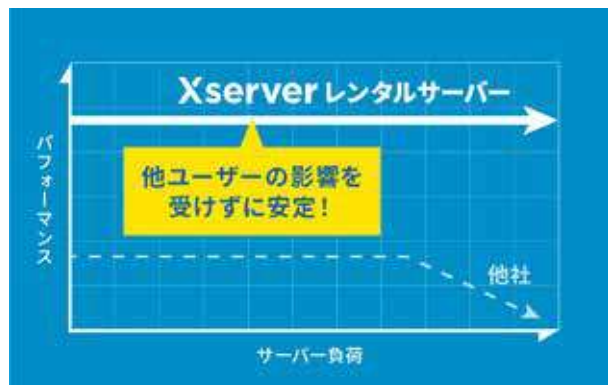 Xserver レンタルサーバー
他ユーザーの影響を
受けずに安定！
パフォーマンス
他社
サーバー負荷